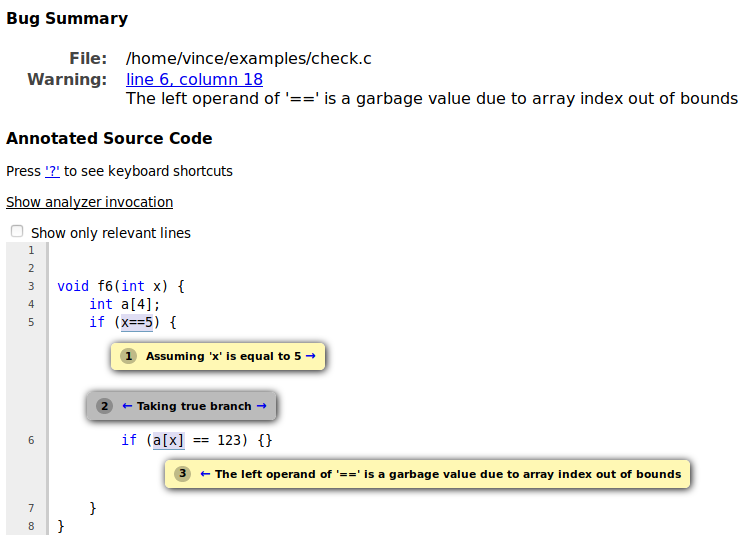 Bug Summary
File: /home/vince/examples/check.c
Warning: line 6, column 18
The left operand of '==' is a garbage value due to array index out of bounds
Annotated Source Code
Press '?' to see keyboard shortcuts
Show analyzer invocation
Show only relevant lines
1
2
3 void f6(int x) {
4     int a[4];
5     if (x==5) {
1 Assuming 'x' is equal to 5 →
2 ← Taking true branch →
6         if (a[x] == 123) {}
3 ← The left operand of '==' is a garbage value due to array index out of bounds
7     }
8 }